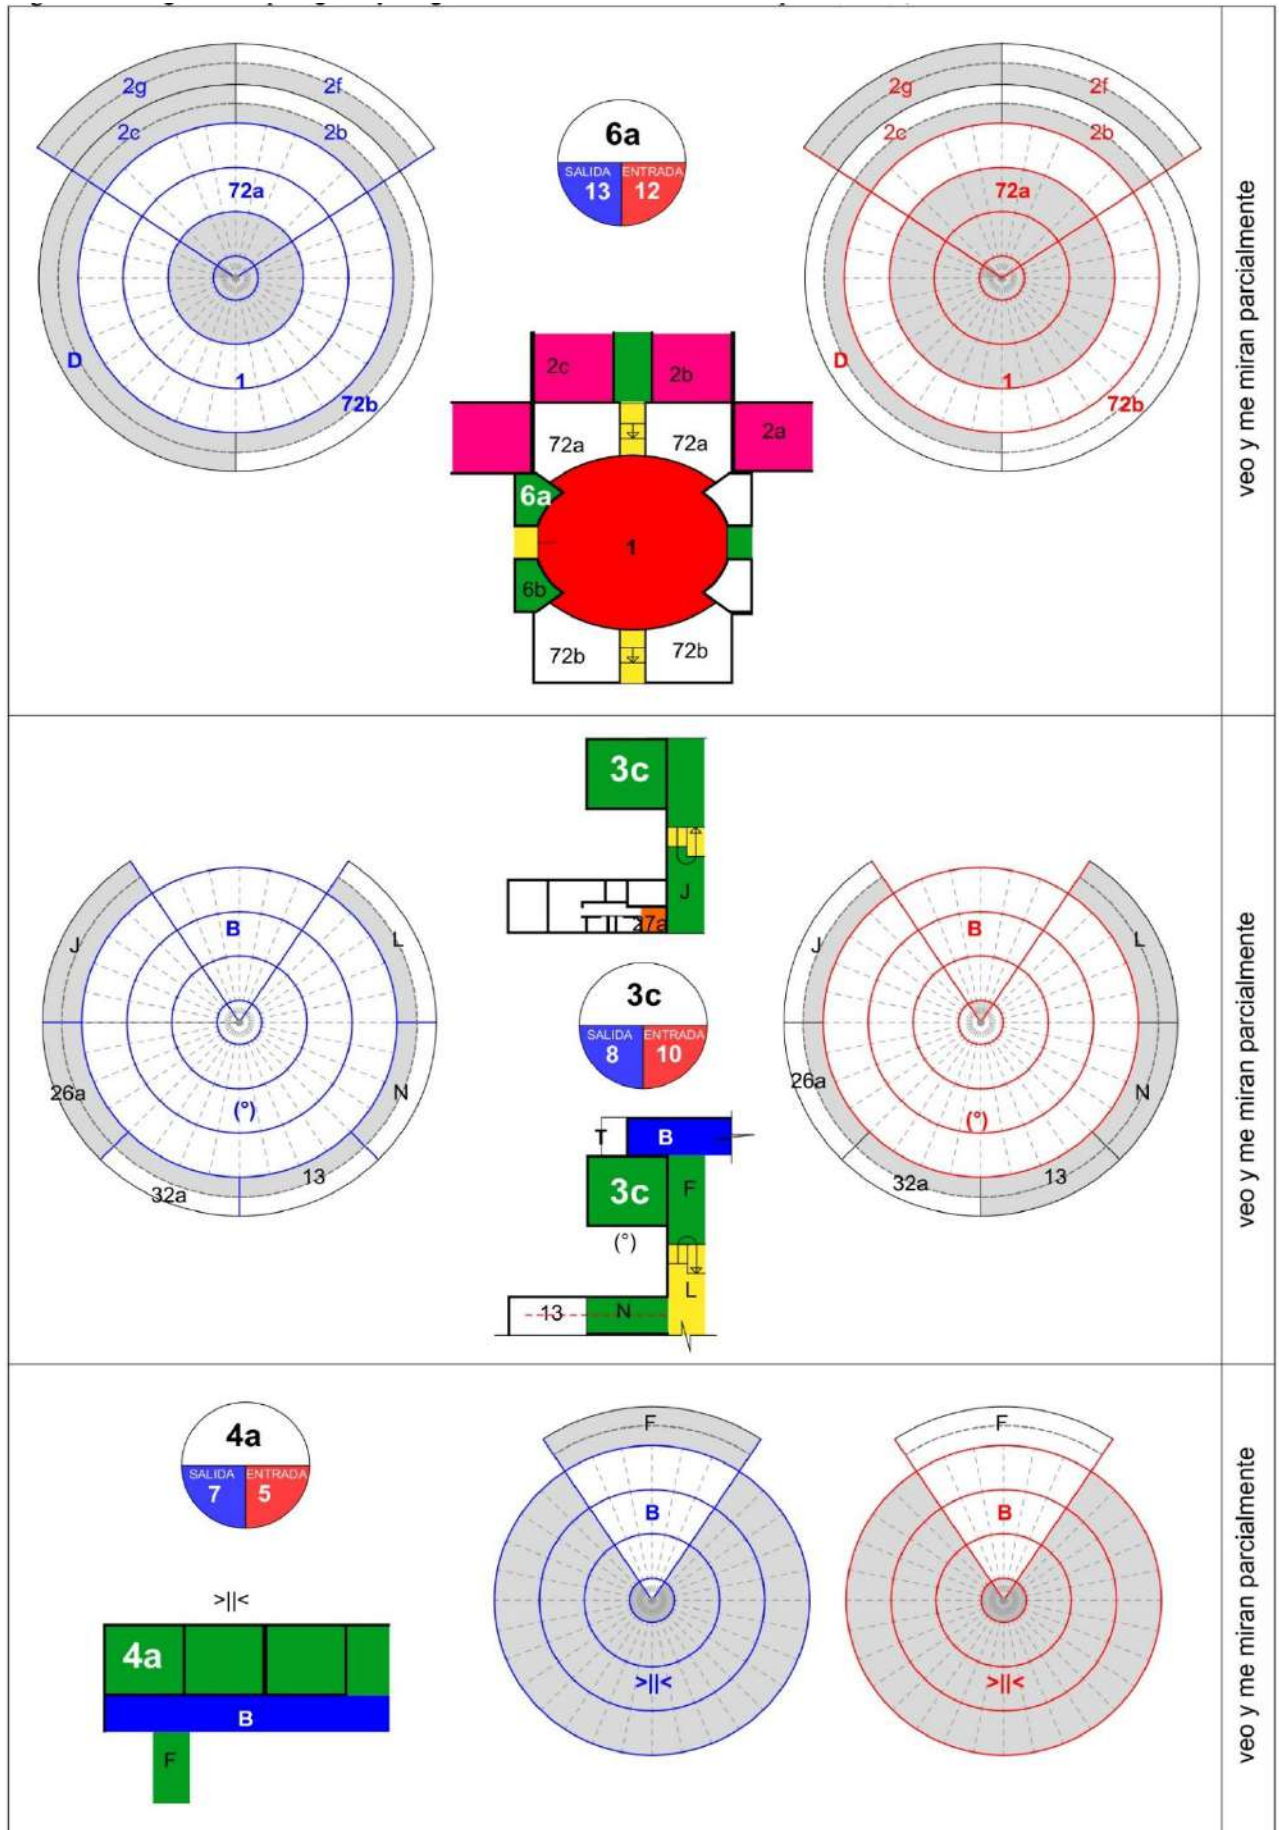 2g
2f
2c
2b
72a
1
D
72b
6a
SALIDA ENTRADA
13 12
2g
2f
2c
2b
72a
1
D
72b
2c
2b
72a
72a
2a
6a
1
6b
72b
72b
veo y me miran parcialmente
3c
J
27a
J
L
B
26a
N
(°)
32a
13
3c
SALIDA ENTRADA
8 10
J
L
B
26a
N
(°)
32a
13
T
B
3c
F
(°)
L
13
N
veo y me miran parcialmente
4a
SALIDA ENTRADA
7 5
>||<
4a
B
F
F
B
>||<
F
B
>||<
veo y me miran parcialmente